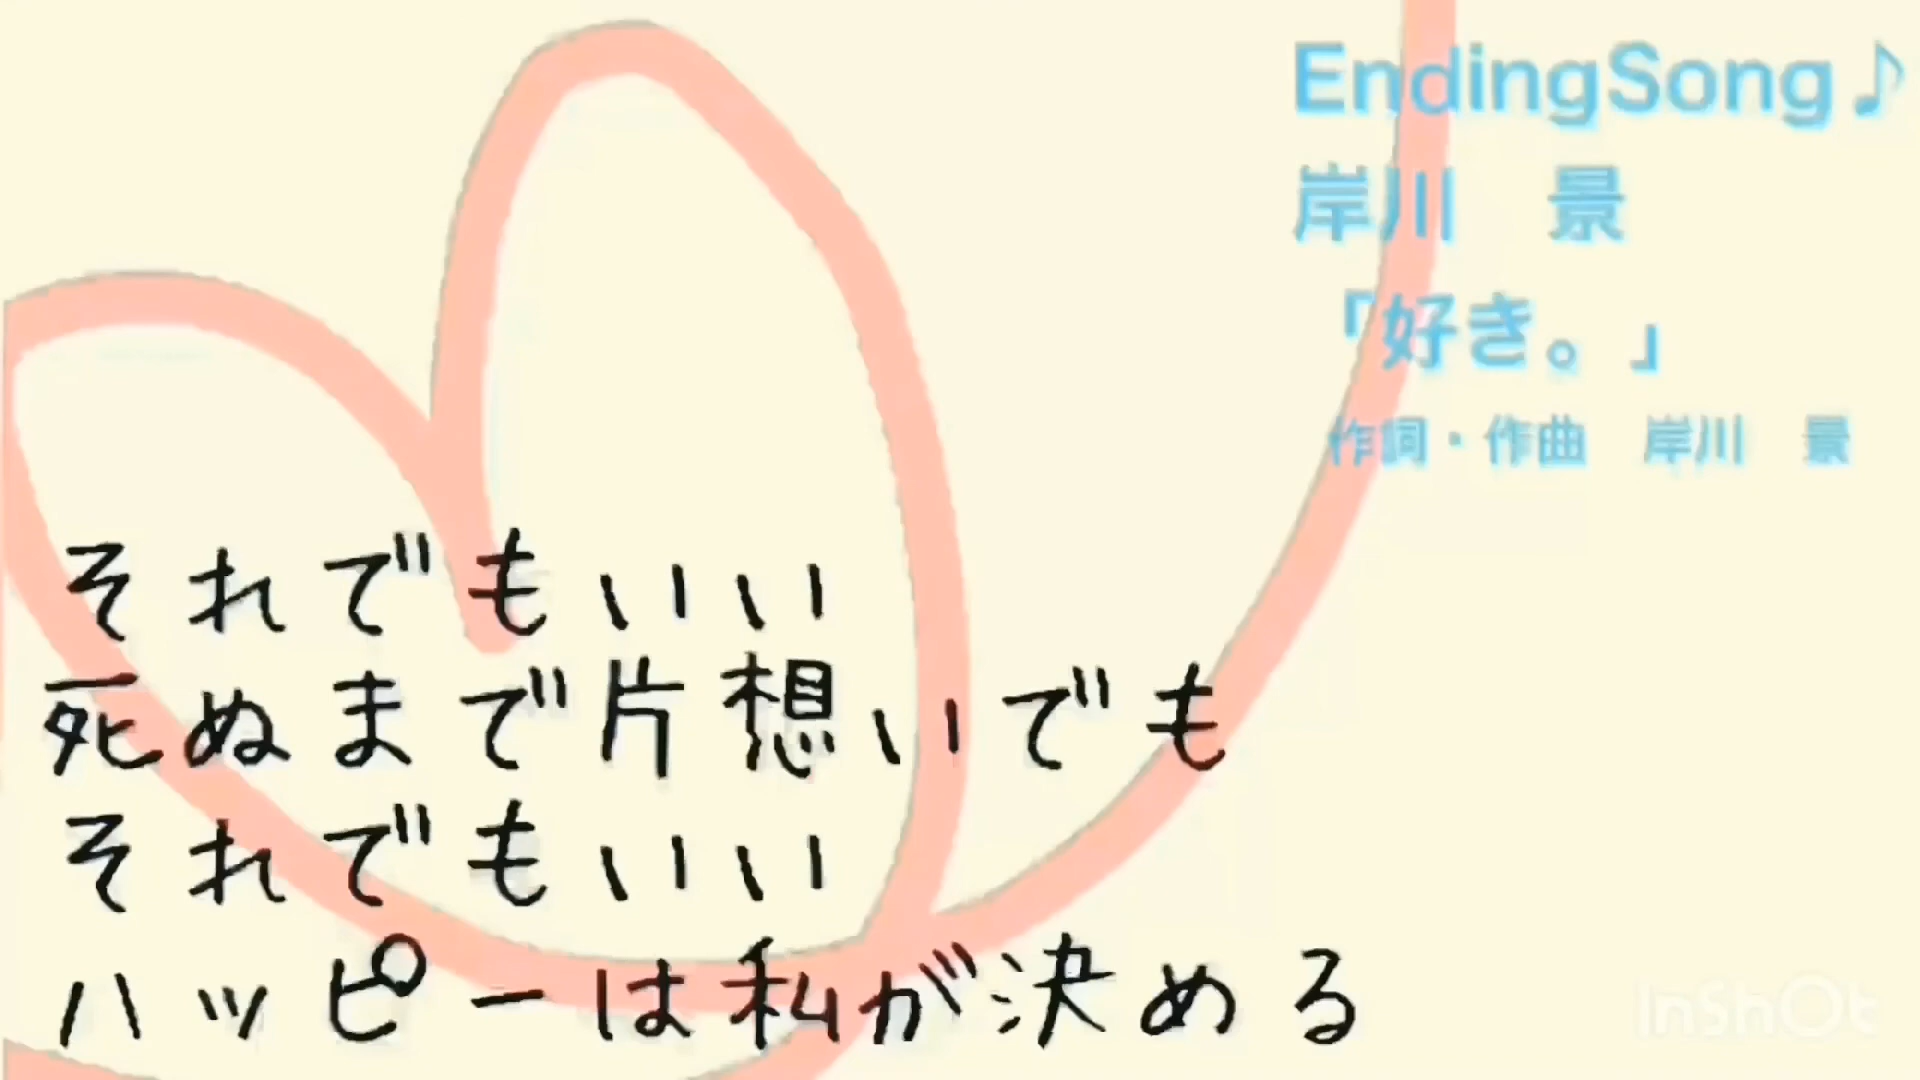 EndingSong♪
岸川　景
「好き。」
作詞・作曲　岸川　景
それでもいい
死ぬまで片想いでも
それでもいい
ハッピーは私が決める
InShOt